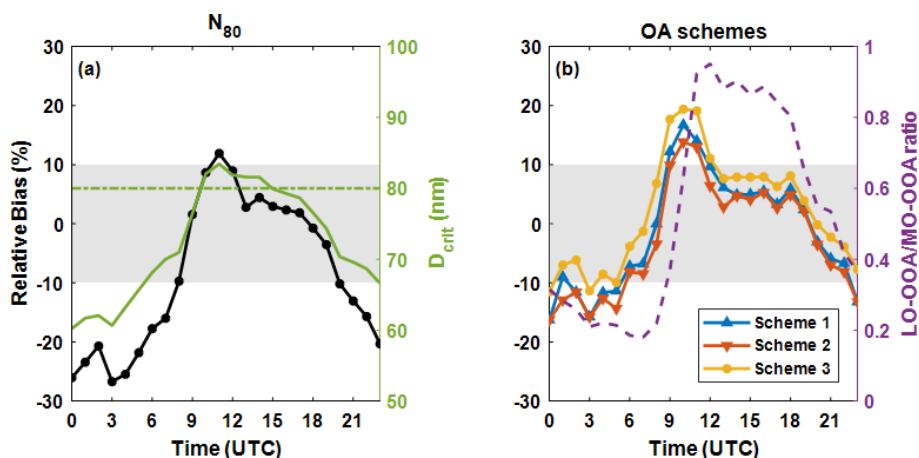 N80
(a)
Relative Bias (%)
30
20
10
0
-10
-20
-30
100
90
80
70
60
50
Dcrit (nm)
0 3 6 9 12 15 18 21
Time (UTC)
OA schemes
(b)
30
20
10
0
-10
-20
-30
1
0.8
0.6
0.4
0.2
0
LO-OOA/MO-OOA ratio
Scheme 1
Scheme 2
Scheme 3
0 3 6 9 12 15 18 21
Time (UTC)